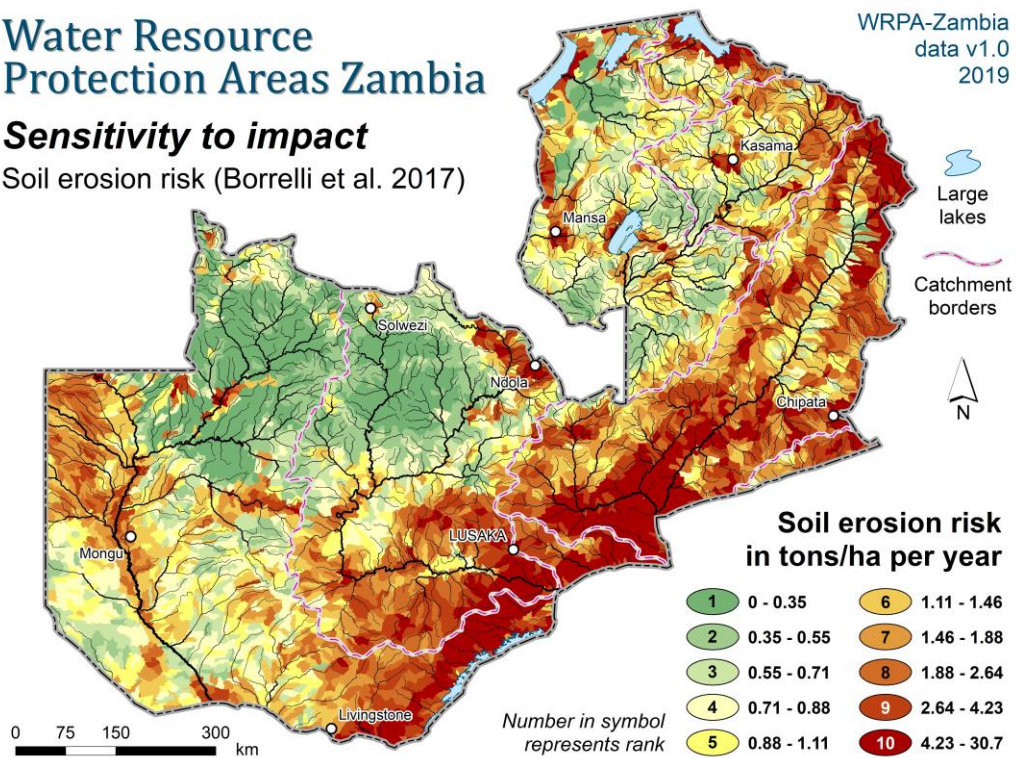 Water Resource
Protection Areas Zambia
Sensitivity to impact
Soil erosion risk (Borrelli et al. 2017)
WRPA-Zambia
data v1.0
2019
Large
lakes
Catchment
borders
N
Kasama
Mansa
Solwezi
Ndola
Chipata
LUSAKA
Mongu
Livingstone
Soil erosion risk
in tons/ha per year
1 0 - 0.35
2 0.35 - 0.55
3 0.55 - 0.71
4 0.71 - 0.88
5 0.88 - 1.11
6 1.11 - 1.46
7 1.46 - 1.88
8 1.88 - 2.64
9 2.64 - 4.23
10 4.23 - 30.7
Number in symbol
represents rank
0 75 150 300
km